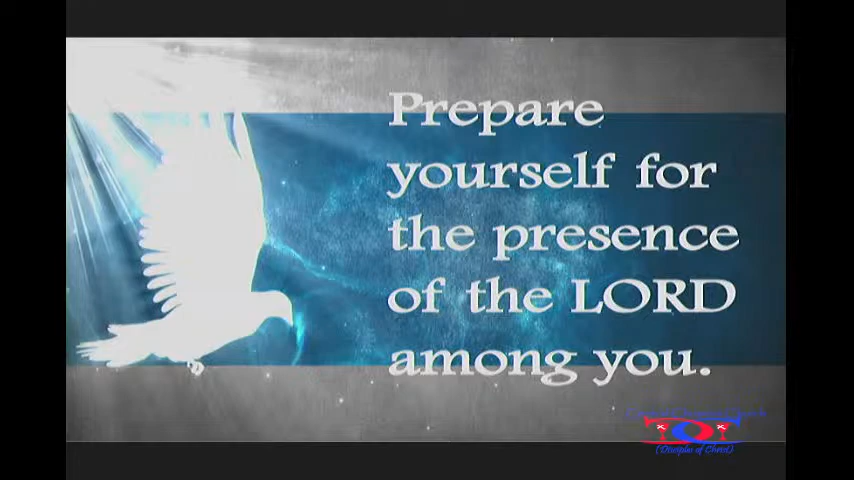 Prepare
yourself for
the presence
of the LORD
among you.
(Disciples of Christ)